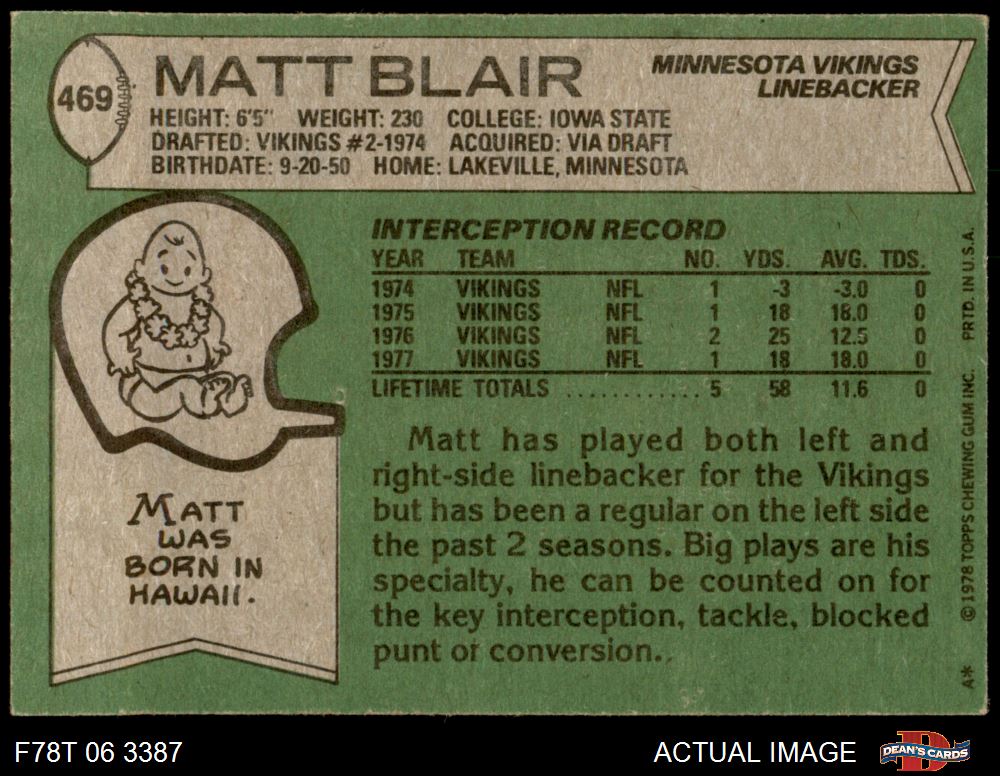 469
MATT BLAIR
MINNESOTA VIKINGS
LINEBACKER
HEIGHT: 6'5" WEIGHT: 230 COLLEGE: IOWA STATE
DRAFTED: VIKINGS #2-1974 ACQUIRED: VIA DRAFT
BIRTHDATE: 9-20-50 HOME: LAKEVILLE, MINNESOTA
INTERCEPTION RECORD
YEAR TEAM NO. YDS. AVG. TDS.
1974 VIKINGS NFL 1 -3 -3.0 0
1975 VIKINGS NFL 1 18 18.0 0
1976 VIKINGS NFL 2 25 12.5 0
1977 VIKINGS NFL 1 18 18.0 0
LIFETIME TOTALS ............ 5 58 11.6 0
Matt has played both left and
right-side linebacker for the Vikings
but has been a regular on the left side
the past 2 seasons. Big plays are his
specialty, he can be counted on for
the key interception, tackle, blocked
punt or conversion.
MATT
WAS
BORN IN
HAWAII.
A* © 1978 TOPPS CHEWING GUM INC. PRTD. IN U.S.A.
F78T 06 3387
ACTUAL IMAGE
D
DEAN'S CARDS